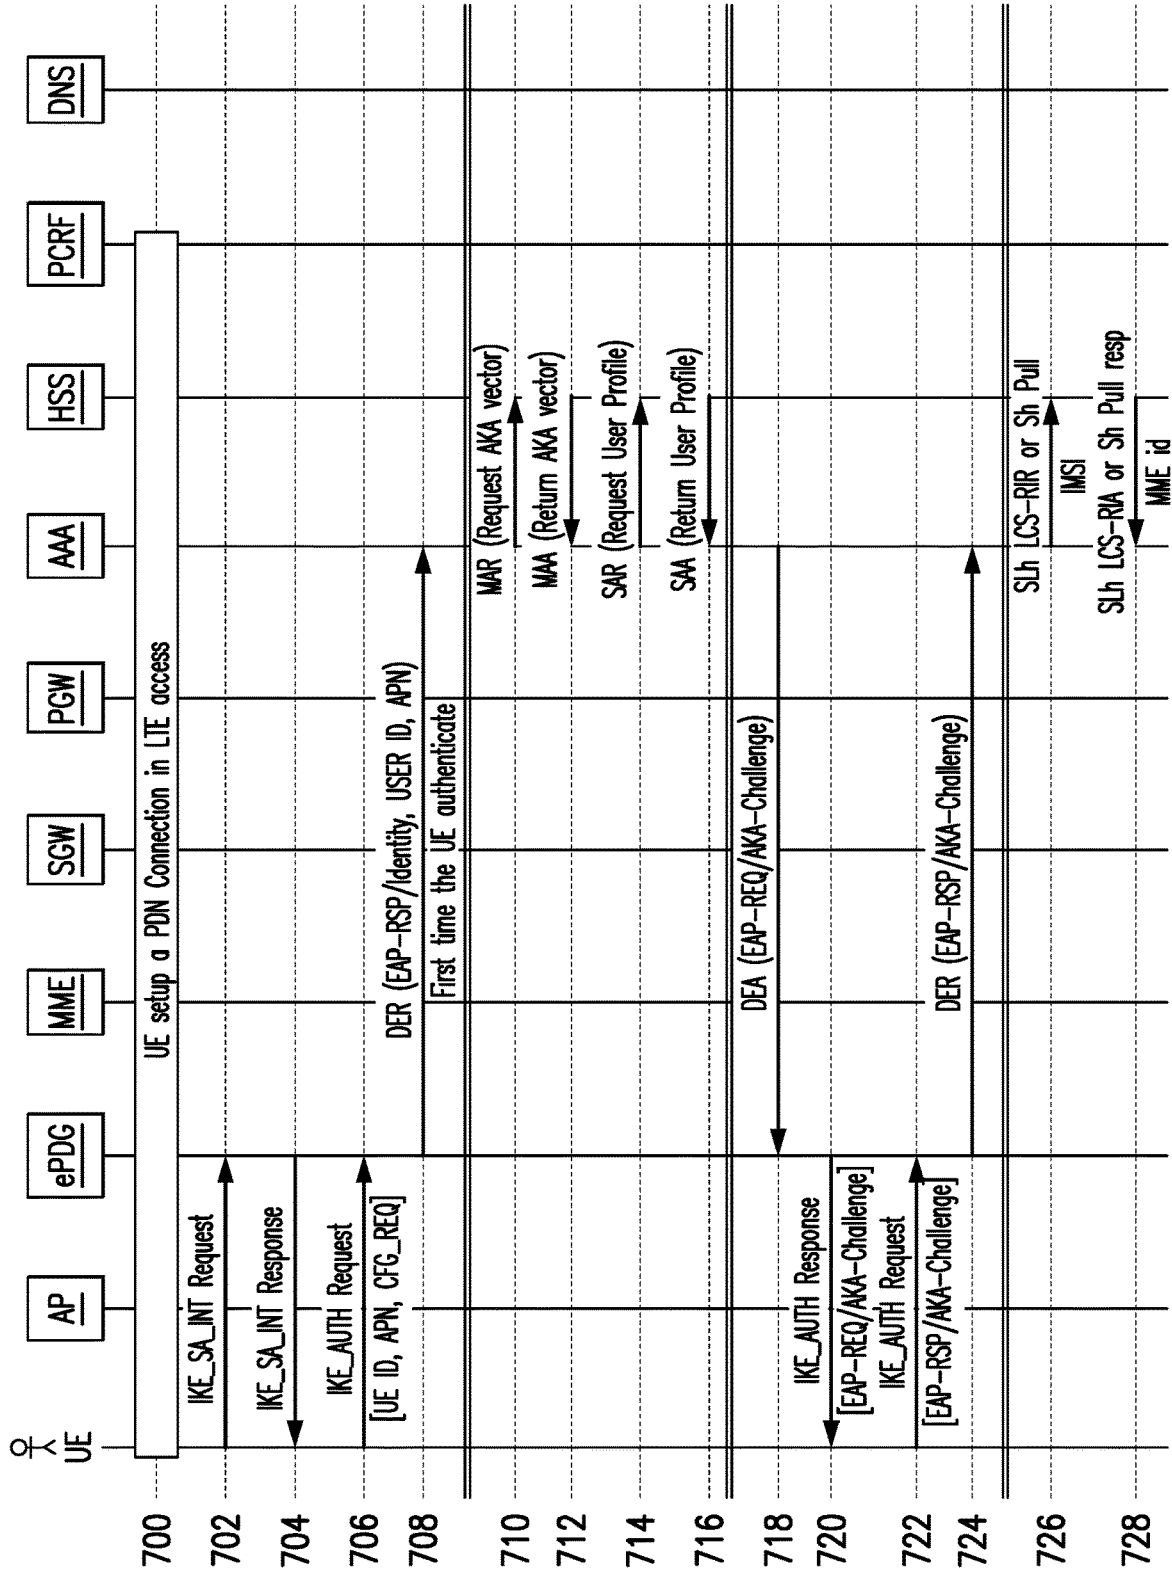 UE
AP
ePDG
MME
SGW
PGW
AAA
HSS
PCRF
DNS
700
UE setup a PDN Connection in LTE access
702
IKE_SA_INT Request
704
IKE_SA_INT Response
706
IKE_AUTH Request
[UE ID, APN, CFG_REQ]
708
DER (EAP-RSP/Identity, USER ID, APN)
First time the UE authenticate
710
MAR (Request AKA vector)
712
MAA (Return AKA vector)
714
SAR (Request User Profile)
716
SAA (Return User Profile)
718
DEA (EAP-REQ/AKA-Challenge)
720
IKE_AUTH Response
[EAP-REQ/AKA-Challenge]
722
IKE_AUTH Request
[EAP-RSP/AKA-Challenge]
724
DER (EAP-RSP/AKA-Challenge)
726
SLh LCS-RIR or Sh Pull
IMSI
728
SLh LCS-RIA or Sh Pull resp
MME id